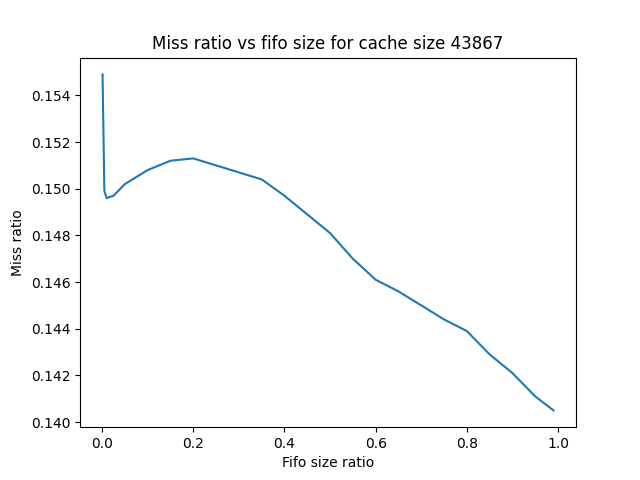 Miss ratio vs fifo size for cache size 43867
0.154
0.152
0.150
0.148
0.146
0.144
0.142
0.140
Miss ratio
0.0 0.2 0.4 0.6 0.8 1.0
Fifo size ratio